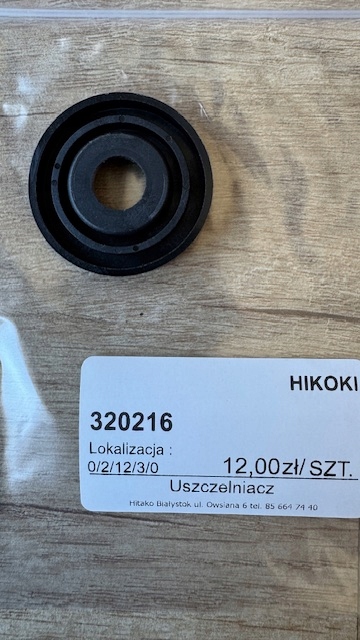 HIKOKI
320216
Lokalizacja :
0/2/12/3/0 12,00zł/SZT.
Uszczelniacz
Hitako Białystok ul. Owsiana 6 tel. 85 664 74 40